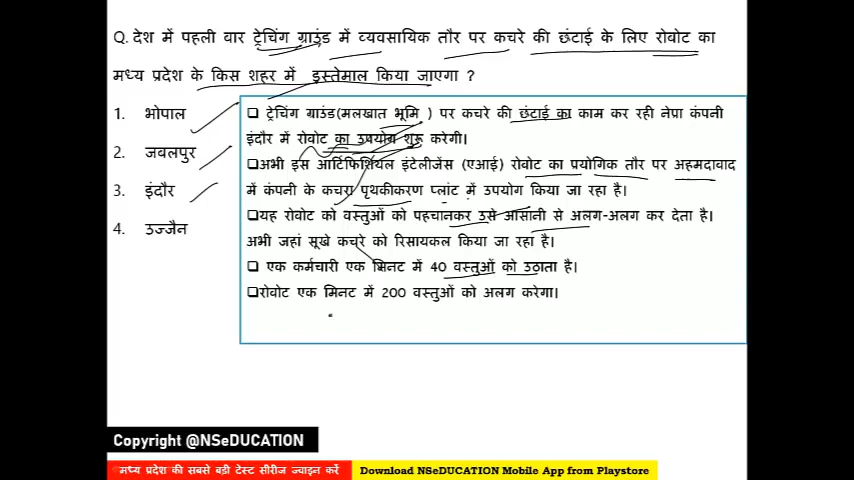 Q. देश में पहली वार ट्रेचिंग ग्राउंड में व्यवसायिक तौर पर कचरे की छंटाई के लिए रोबोट का
मध्य प्रदेश के किस शहर में इस्तेमाल किया जाएगा ?
1. भोपाल
2. जवलपुर
3. इंदौर
4. उज्जैन
❑ ट्रेचिंग ग्राउंड(मलखात भूमि ) पर कचरे की छंटाई का काम कर रही नेप्रा कंपनी
इंदौर में रोवोट का उपयोग शुरू करेगी।
❑अभी इस आर्टिफिशियल इंटेलीजेंस (एआई) रोवोट का प्रयोगिक तौर पर अहमदावाद
में कंपनी के कचरा पृथकीकरण प्लांट में उपयोग किया जा रहा है।
❑यह रोवोट को वस्तुओं को पहचानकर उसे आसानी से अलग-अलग कर देता है।
अभी जहां सूखे कचरे को रिसायकल किया जा रहा है।
❑ एक कर्मचारी एक मिनट में 40 वस्तुओं को उठाता है।
❑रोवोट एक मिनट में 200 वस्तुओं को अलग करेगा।
Copyright @NSeDUCATION
मध्य प्रदेश की सबसे बड़ी टेस्ट सीरीज ज्वाइन करें Download NSeDUCATION Mobile App from Playstore